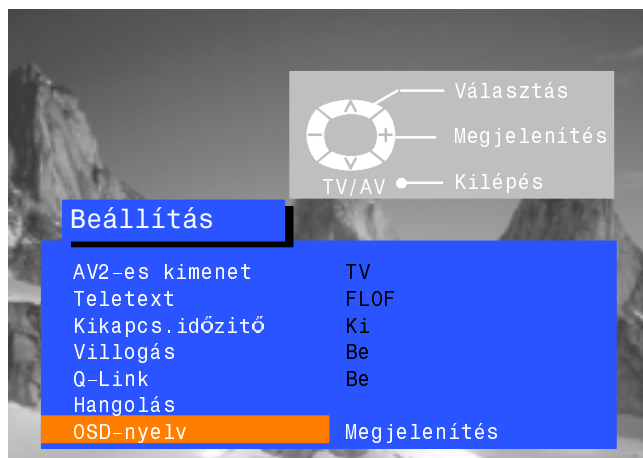 Választás
Megjelenítés
TV/AV Kilépés
Beállítás
AV2-es kimenet TV
Teletext FLOF
Kikapcs.időzitő Ki
Villogás Be
Q-Link Be
Hangolás
OSD-nyelv Megjelenítés